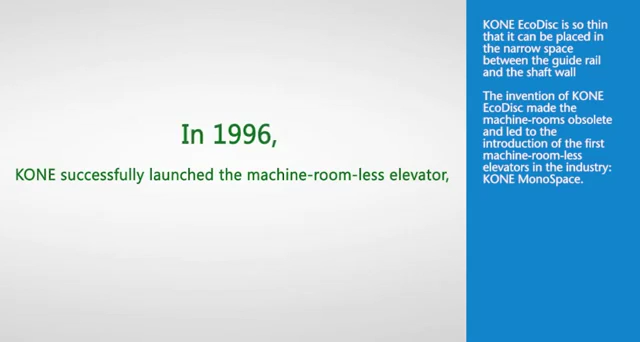 In 1996,
KONE successfully launched the machine-room-less elevator,
KONE EcoDisc is so thin
that it can be placed in
the narrow space
between the guide rail
and the shaft wall
The invention of KONE
EcoDisc made the
machine-rooms obsolete
and led to the
introduction of the first
machine-room-less
elevators in the industry:
KONE MonoSpace.